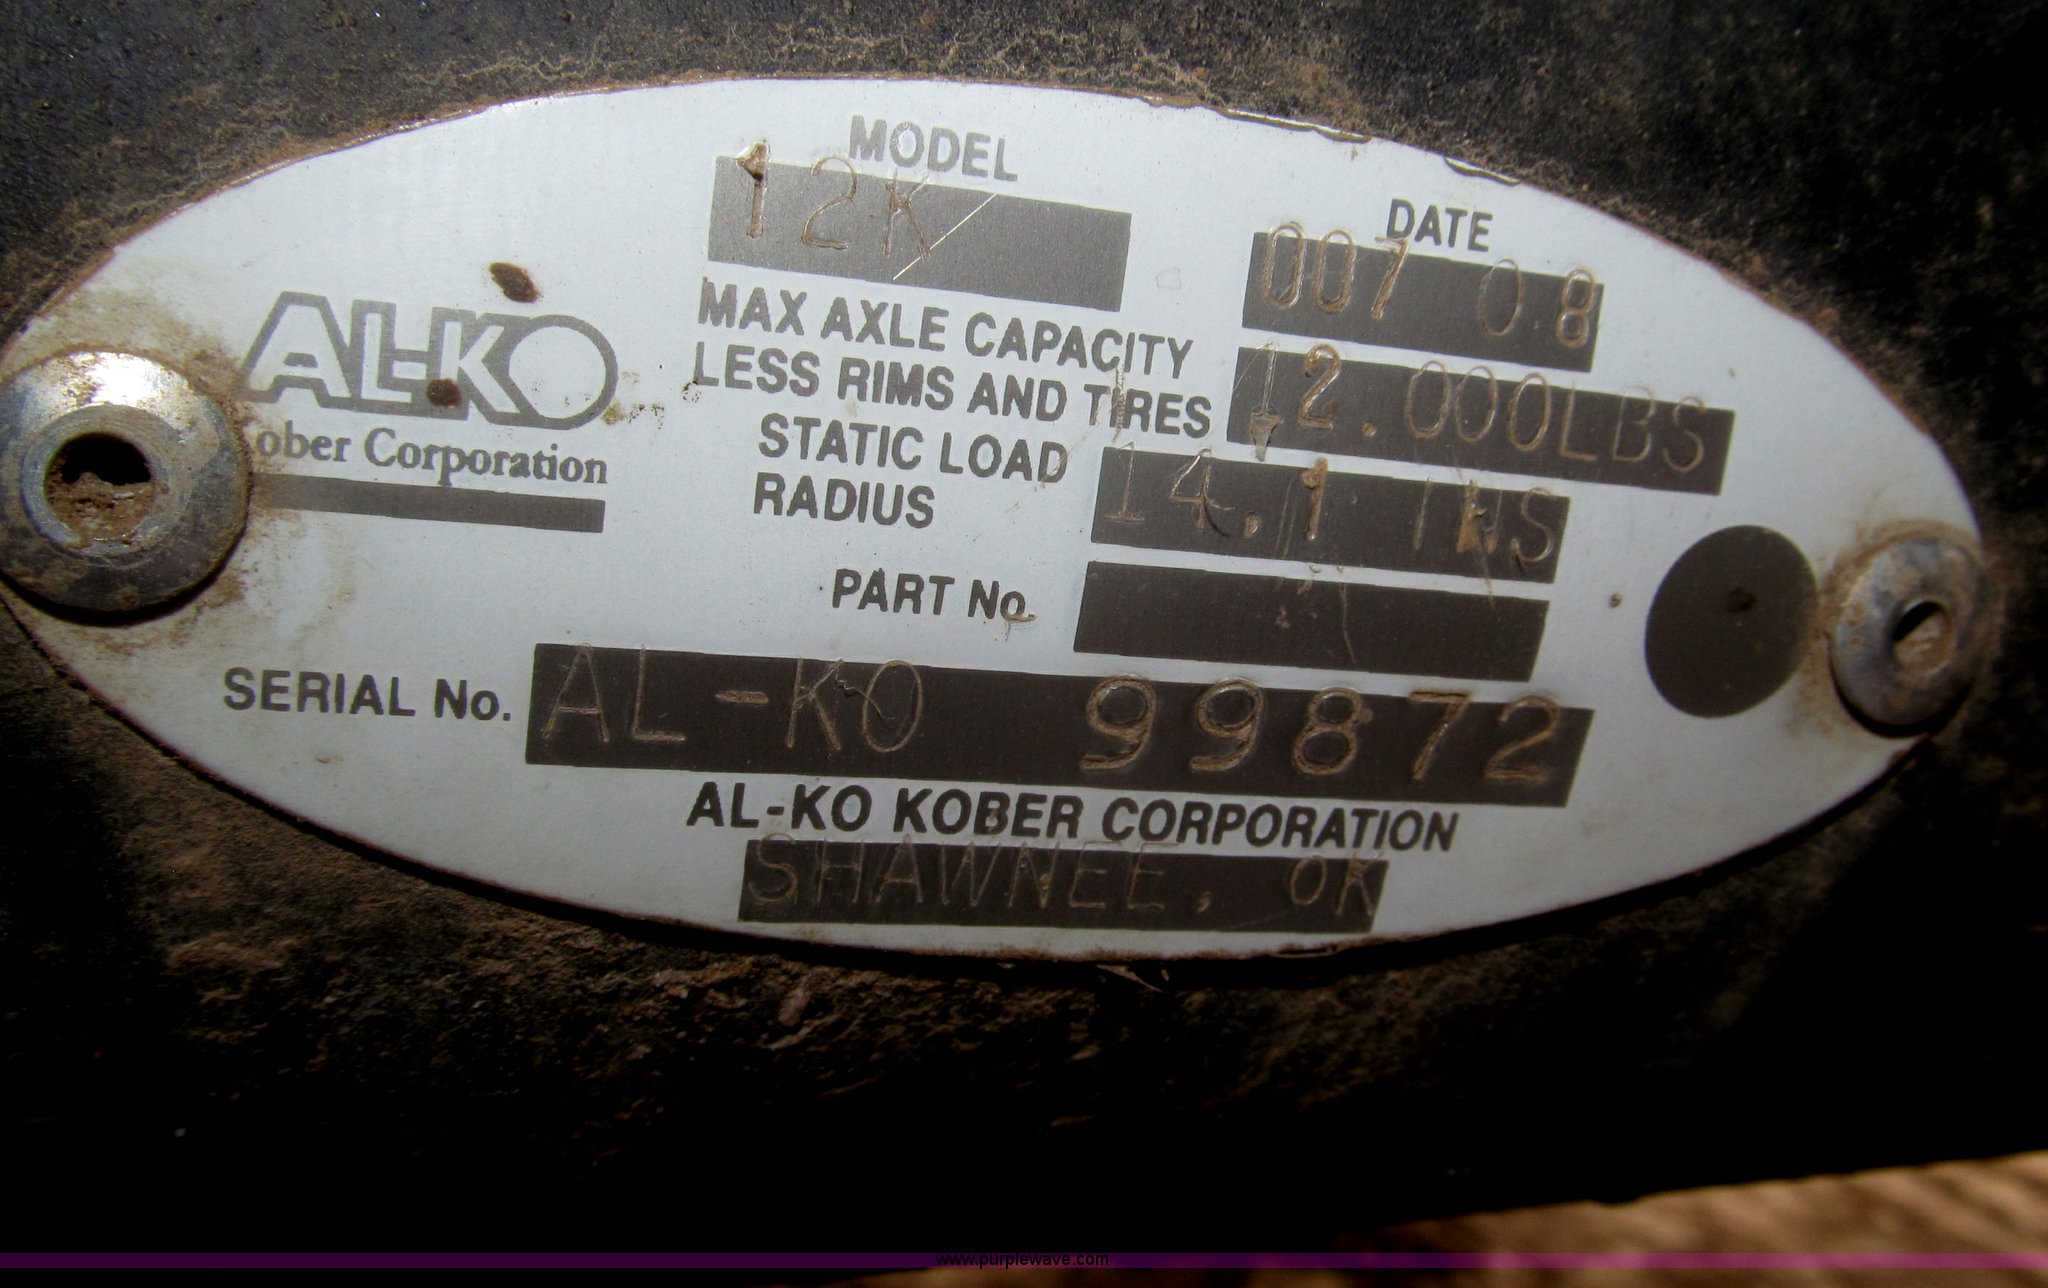 MODEL
12K
DATE
007 08
AL-KO
ober Corporation
MAX AXLE CAPACITY
LESS RIMS AND TIRES
12.000LBS
STATIC LOAD
RADIUS
14.1 INS
PART No.
SERIAL No.
AL-KO 99872
AL-KO KOBER CORPORATION
SHAWNEE, OK
www.purplewave.com